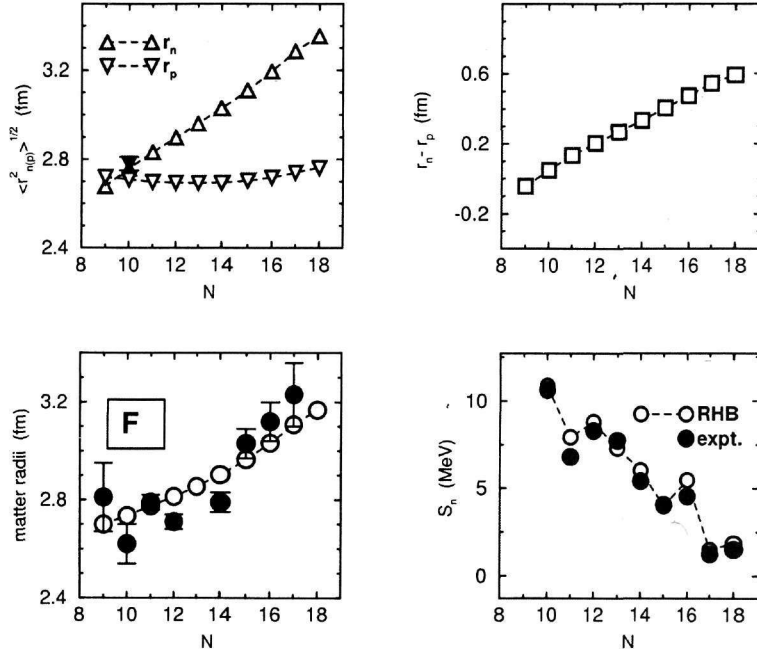 r_n
r_p
<r²_n(p)>^1/2 (fm)
3.2
2.8
2.4
8 10 12 14 16 18
N
r_n - r_p (fm)
0.6
0.2
-0.2
8 10 12 14 16 18
N
F
matter radii (fm)
3.2
2.8
2.4
8 10 12 14 16 18
N
RHB
expt.
S_n (MeV)
10
5
0
8 10 12 14 16 18
N